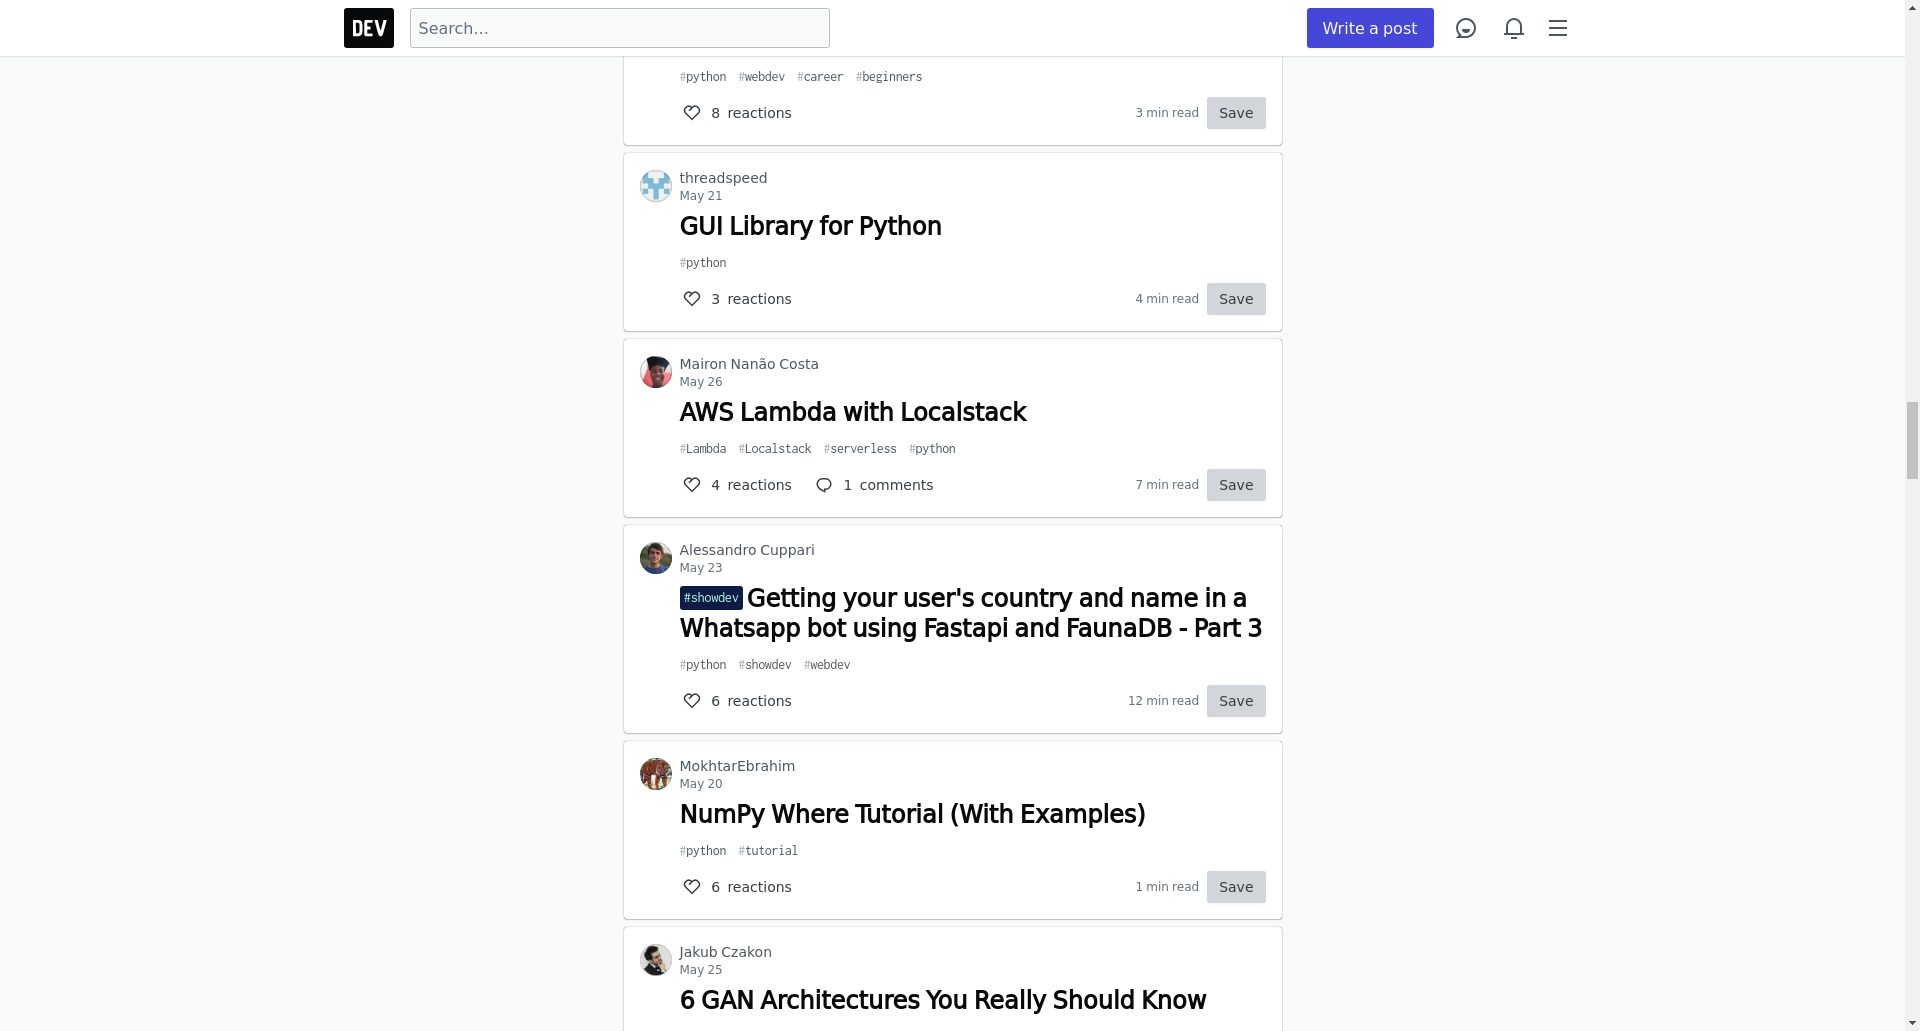 DEV
Search...
Write a post
#python #webdev #career #beginners
8 reactions
3 min read
Save
threadspeed
May 21
GUI Library for Python
#python
3 reactions
4 min read
Save
Mairon Nanão Costa
May 26
AWS Lambda with Localstack
#Lambda #Localstack #serverless #python
4 reactions
1 comments
7 min read
Save
Alessandro Cuppari
May 23
#showdev Getting your user's country and name in a
Whatsapp bot using Fastapi and FaunaDB - Part 3
#python #showdev #webdev
6 reactions
12 min read
Save
MokhtarEbrahim
May 20
NumPy Where Tutorial (With Examples)
#python #tutorial
6 reactions
1 min read
Save
Jakub Czakon
May 25
6 GAN Architectures You Really Should Know